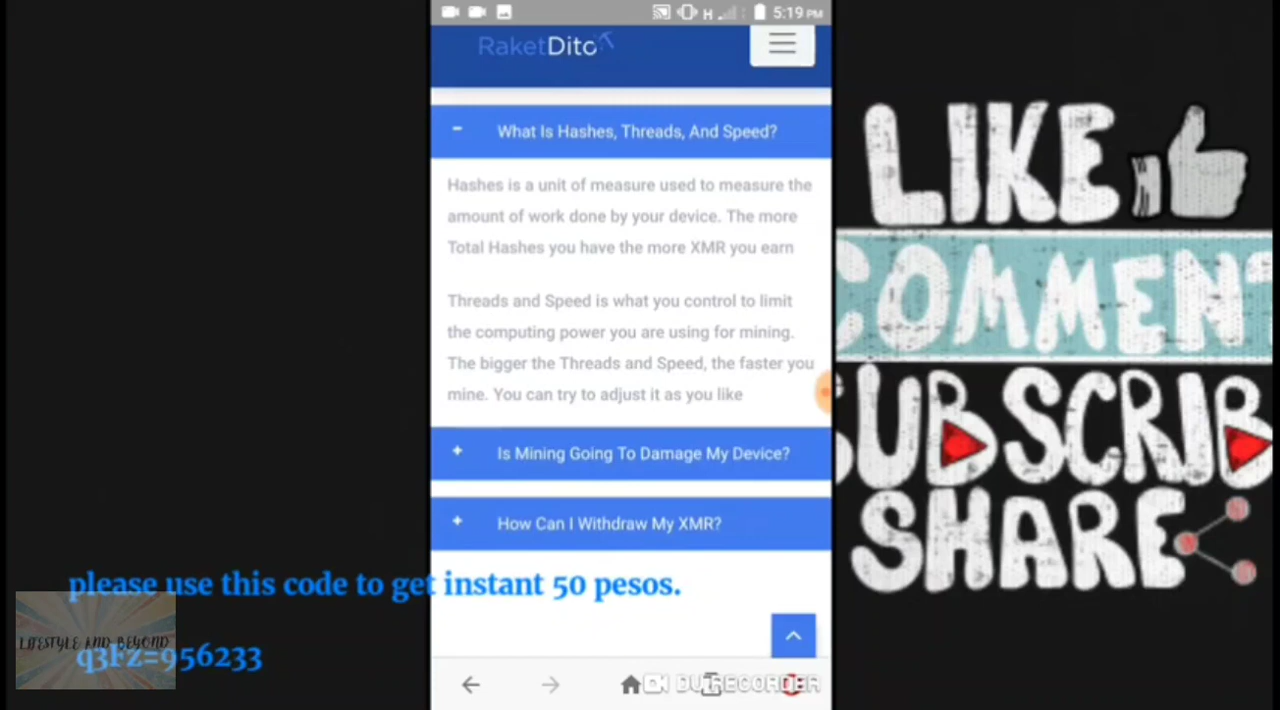 H 5:19 PM
RaketDito
What Is Hashes, Threads, And Speed?
Hashes is a unit of measure used to measure the
amount of work done by your device. The more
Total Hashes you have the more XMR you earn
Threads and Speed is what you control to limit
the computing power you are using for mining.
The bigger the Threads and Speed, the faster you
mine. You can try to adjust it as you like
Is Mining Going To Damage My Device?
How Can I Withdraw My XMR?
please use this code to get instant 50 pesos.
LIFESTYLE AND BEYOND
q3Fz=956233
DU RECORDER
LIKE
COMMENT
SUBSCRIB
SHARE